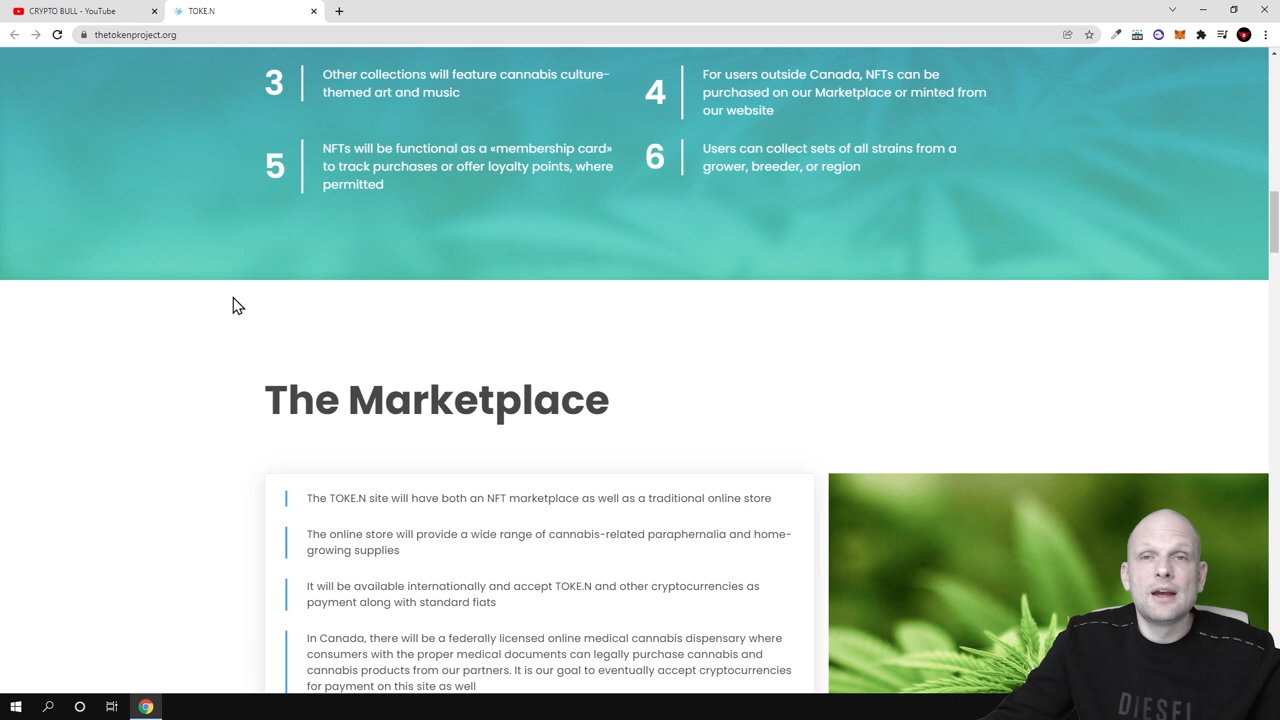 CRYPTO BULL - YouTube
TOKE.N
thetokenproject.org
3
Other collections will feature cannabis culture-
themed art and music
4
For users outside Canada, NFTs can be
purchased on our Marketplace or minted from
our website
5
NFTs will be functional as a «membership card»
to track purchases or offer loyalty points, where
permitted
6
Users can collect sets of all strains from a
grower, breeder, or region
The Marketplace
The TOKE.N site will have both an NFT marketplace as well as a traditional online store
The online store will provide a wide range of cannabis-related paraphernalia and home-
growing supplies
It will be available internationally and accept TOKE.N and other cryptocurrencies as
payment along with standard fiats
In Canada, there will be a federally licensed online medical cannabis dispensary where
consumers with the proper medical documents can legally purchase cannabis and
cannabis products from our partners. It is our goal to eventually accept cryptocurrencies
for payment on this site as well
DIESEL